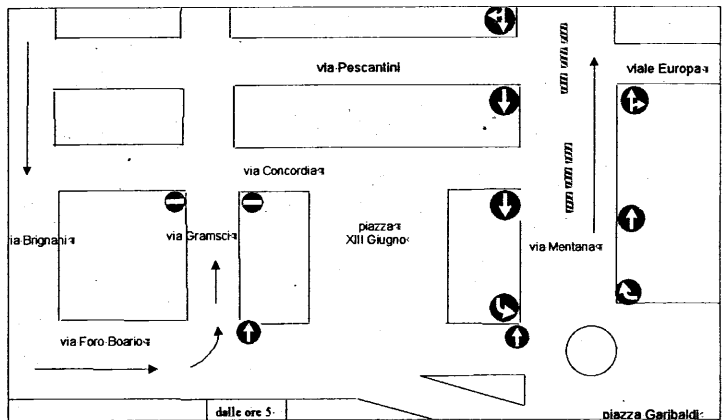 via Pescantini
viale Europa
via Concordia
via Brignani
via Gramsci
piazza
XIII Giugno
via Mentana
via Foro Boario
dalle ore 5
piazza Garibaldi